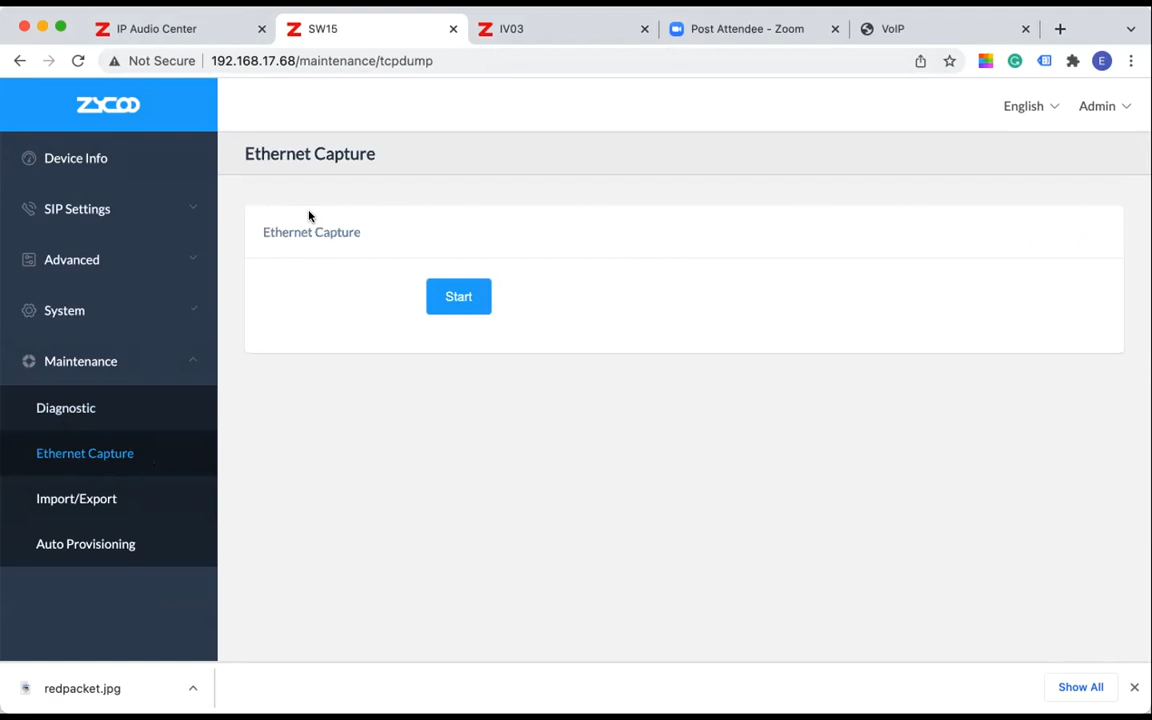 IP Audio Center
SW15
IV03
Post Attendee - Zoom
VoIP
Not Secure
192.168.17.68/maintenance/tcpdump
E
ZYCOO
English
Admin
Device Info
SIP Settings
Advanced
System
Maintenance
Diagnostic
Ethernet Capture
Import/Export
Auto Provisioning
Ethernet Capture
Ethernet Capture
Start
redpacket.jpg
Show All